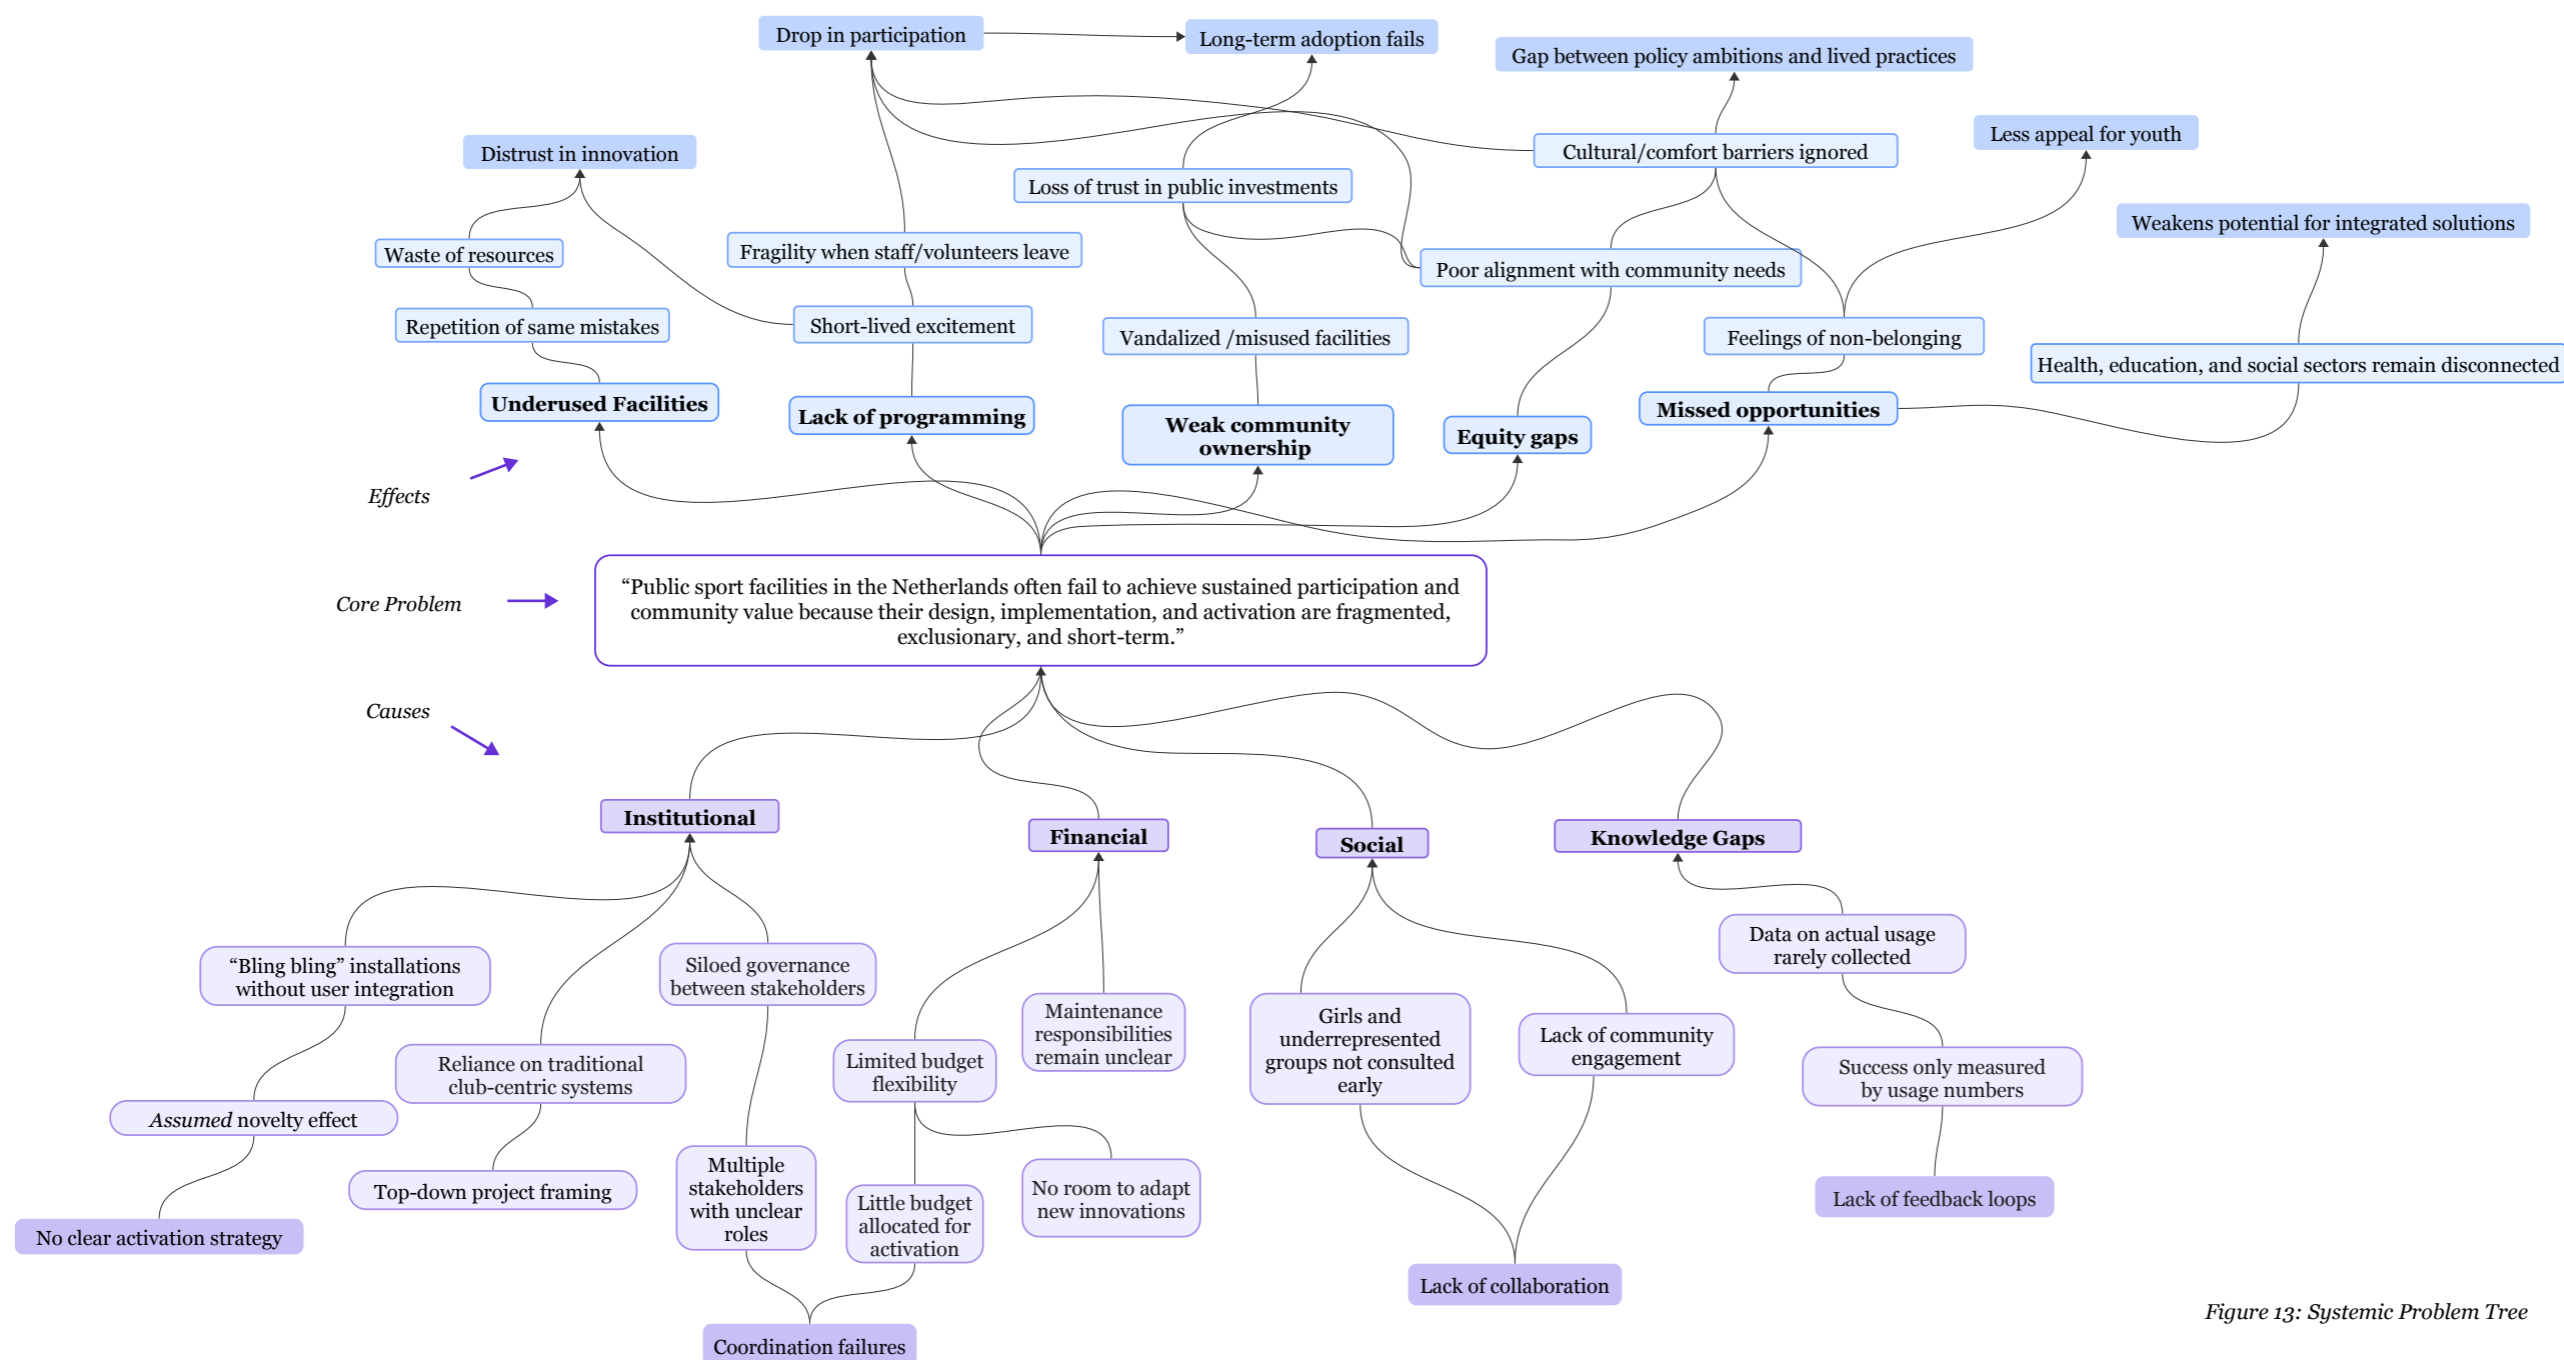 Drop in participation
Long-term adoption fails
Gap between policy ambitions and lived practices
Less appeal for youth
Distrust in innovation
Cultural/comfort barriers ignored
Loss of trust in public investments
Weakens potential for integrated solutions
Waste of resources
Fragility when staff/volunteers leave
Poor alignment with community needs
Repetition of same mistakes
Short-lived excitement
Vandalized /misused facilities
Feelings of non-belonging
Health, education, and social sectors remain disconnected
Underused Facilities
Lack of programming
Weak community
ownership
Equity gaps
Missed opportunities
Effects
Core Problem
“Public sport facilities in the Netherlands often fail to achieve sustained participation and
community value because their design, implementation, and activation are fragmented,
exclusionary, and short-term.”
Causes
Institutional
Financial
Social
Knowledge Gaps
“Bling bling” installations
without user integration
Siloed governance
between stakeholders
Data on actual usage
rarely collected
Reliance on traditional
club-centric systems
Limited budget
flexibility
Maintenance
responsibilities
remain unclear
Girls and
underrepresented
groups not consulted
early
Lack of community
engagement
Success only measured
by usage numbers
Assumed novelty effect
Top-down project framing
Multiple
stakeholders
with unclear
roles
Little budget
allocated for
activation
No room to adapt
new innovations
Lack of feedback loops
No clear activation strategy
Lack of collaboration
Coordination failures
Figure 13: Systemic Problem Tree